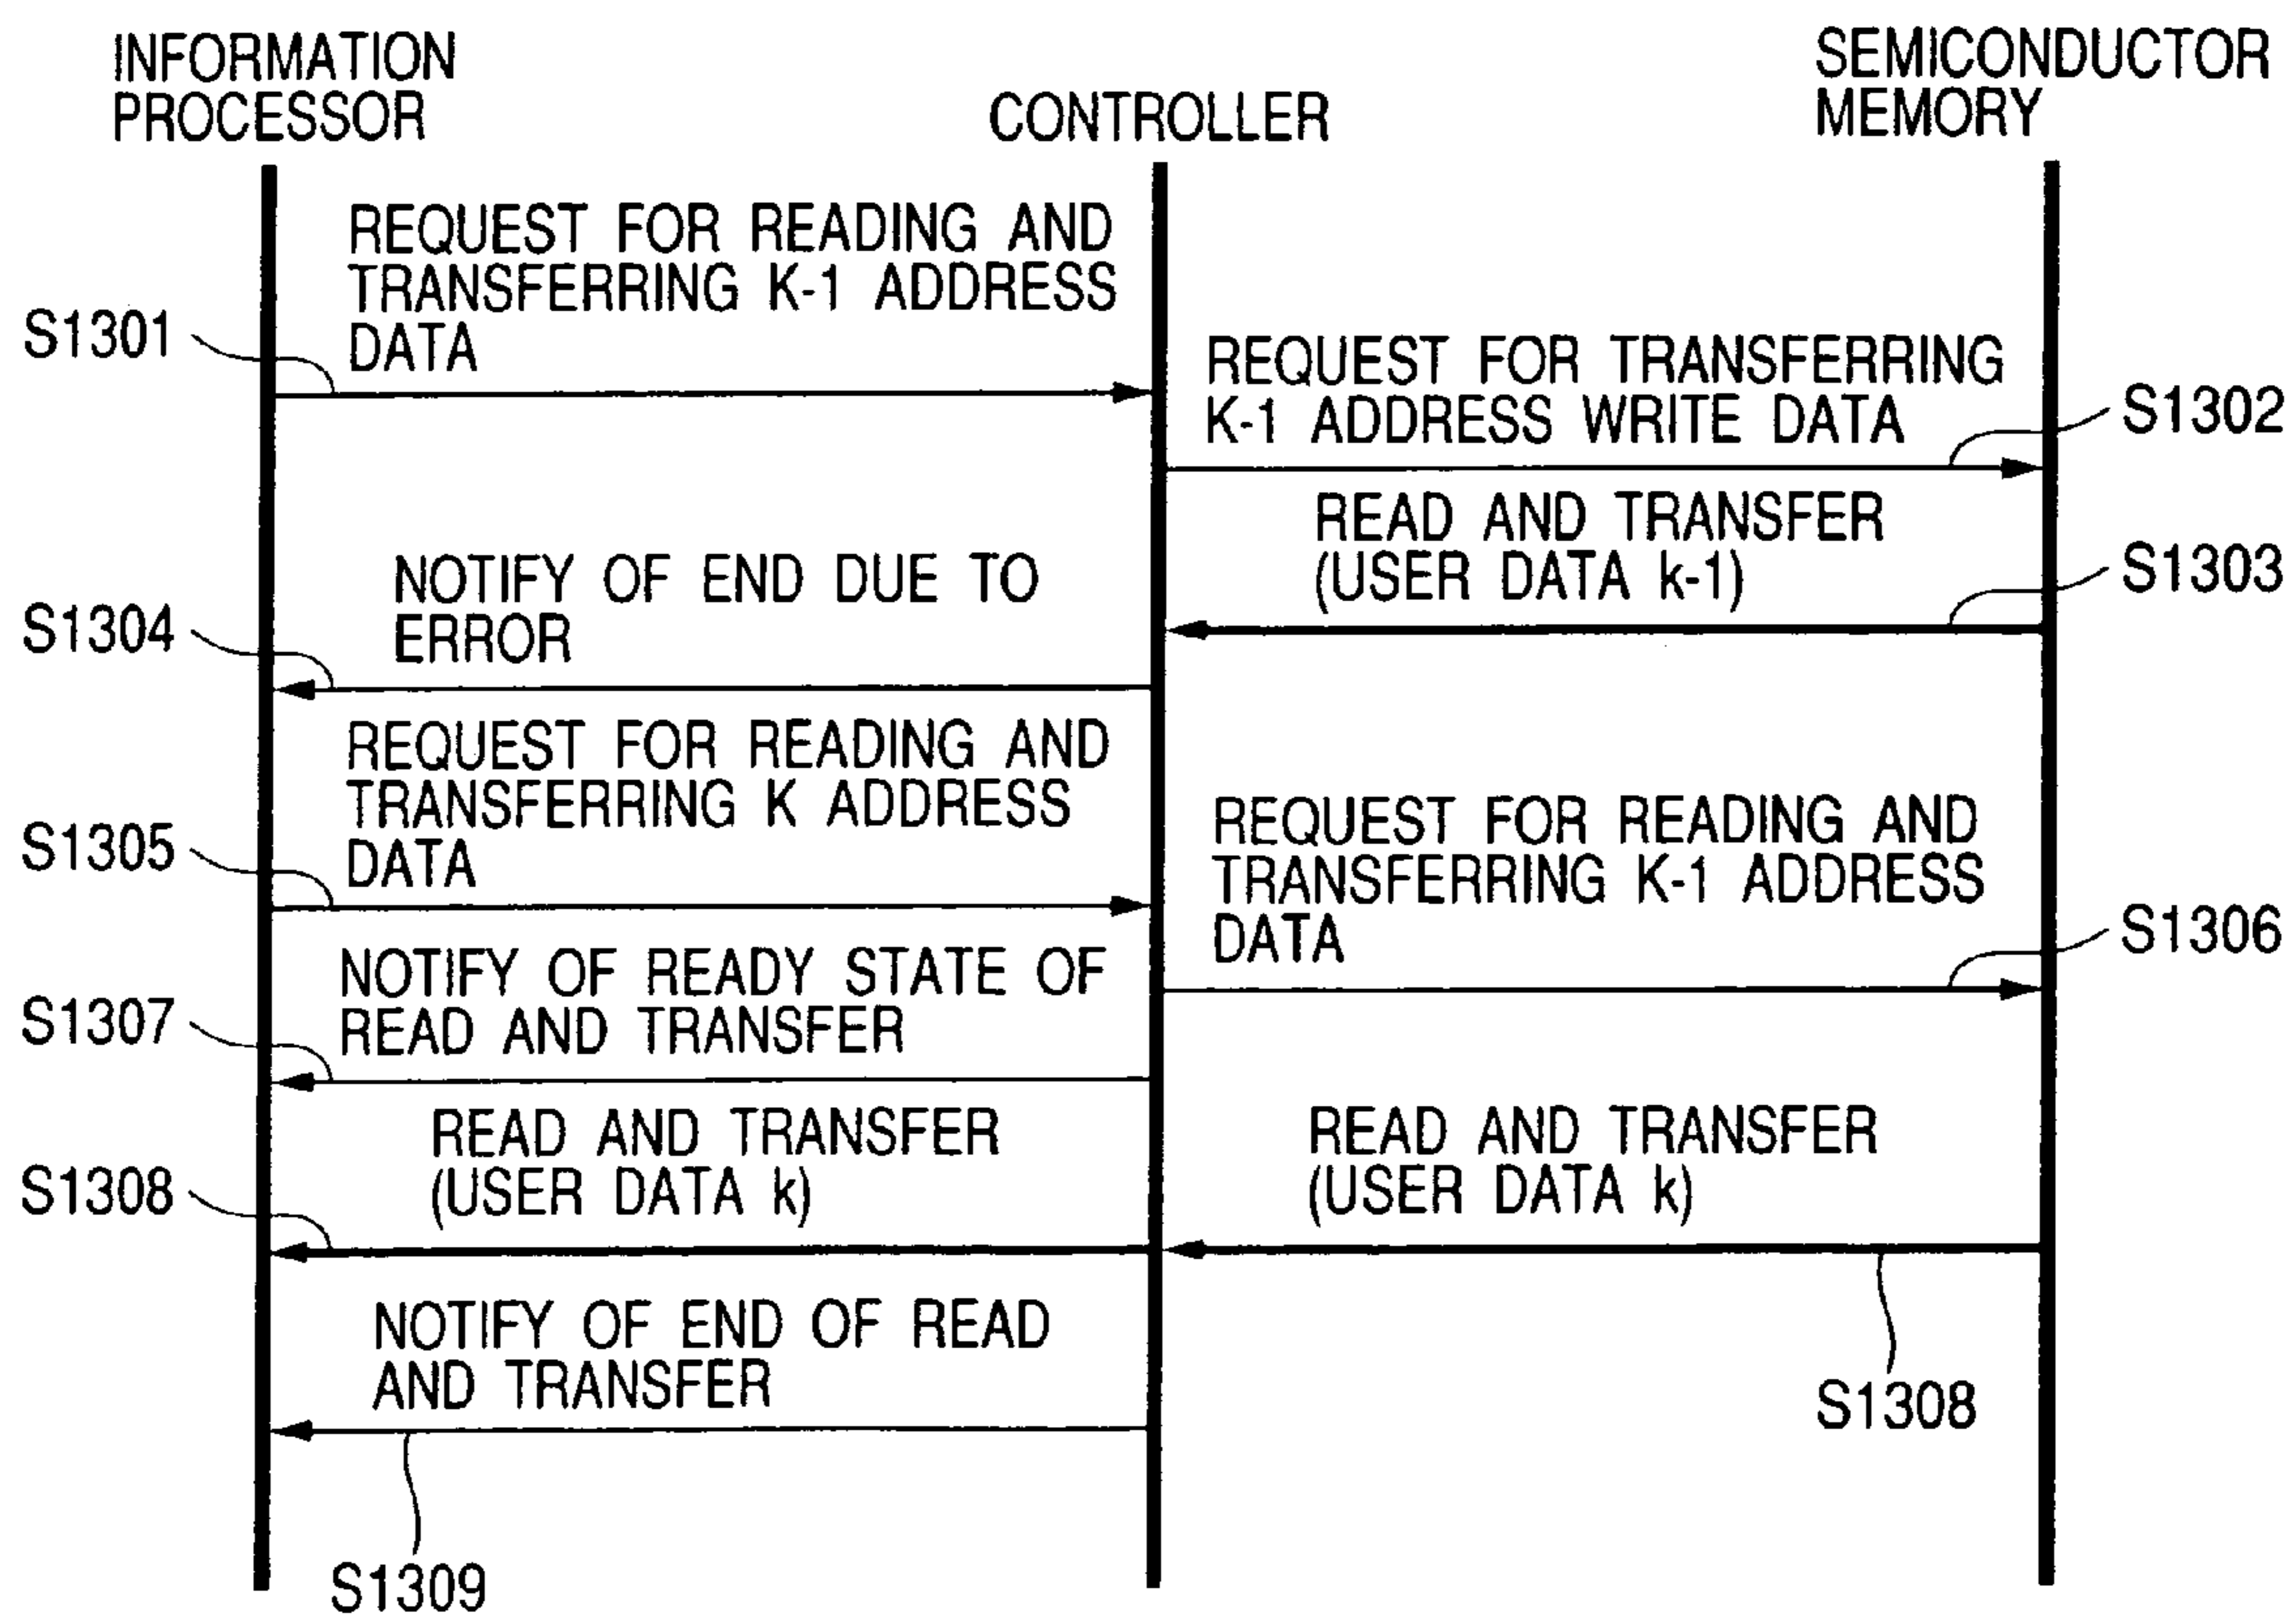 INFORMATION
PROCESSOR
CONTROLLER
SEMICONDUCTOR
MEMORY
REQUEST FOR READING AND
TRANSFERRING K-1 ADDRESS
DATA
S1301
REQUEST FOR TRANSFERRING
K-1 ADDRESS WRITE DATA
S1302
READ AND TRANSFER
(USER DATA k-1)
S1303
NOTIFY OF END DUE TO
ERROR
S1304
REQUEST FOR READING AND
TRANSFERRING K ADDRESS
DATA
S1305
REQUEST FOR READING AND
TRANSFERRING K-1 ADDRESS
DATA
S1306
NOTIFY OF READY STATE OF
READ AND TRANSFER
S1307
READ AND TRANSFER
(USER DATA k)
S1308
READ AND TRANSFER
(USER DATA k)
S1308
NOTIFY OF END OF READ
AND TRANSFER
S1309